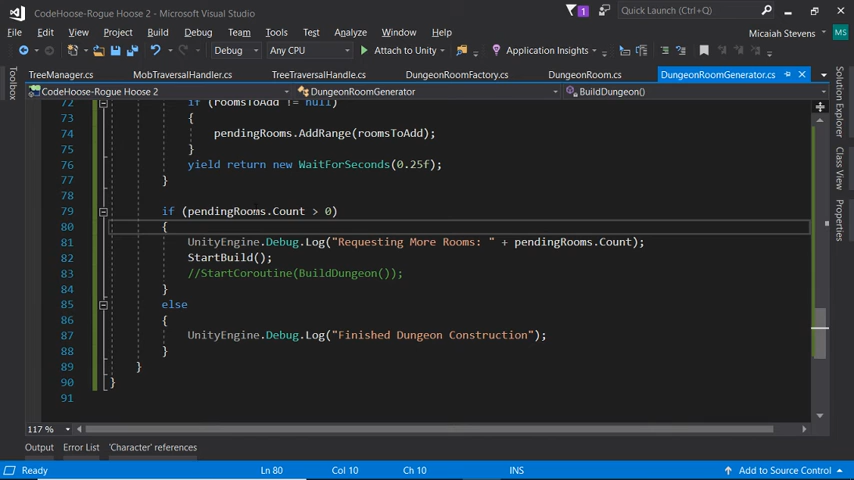 CodeHoose-Rogue Hoose 2 - Microsoft Visual Studio
1
Quick Launch (Ctrl+Q)
File Edit View Project Build Debug Team Tools Test Analyze Window Help
Micaiah Stevens
Debug Any CPU Attach to Unity Application Insights
TreeManager.cs MobTraversalHandler.cs TreeTraversalHandle.cs DungeonRoomFactory.cs DungeonRoom.cs DungeonRoomGenerator.cs
CodeHoose-Rogue Hoose 2 DungeonRoomGenerator BuildDungeon()
72 if (roomsToAdd != null)
73 {
74 pendingRooms.AddRange(roomsToAdd);
75 }
76 yield return new WaitForSeconds(0.25f);
77 }
78
79 if (pendingRooms.Count > 0)
80 {
81 UnityEngine.Debug.Log("Requesting More Rooms: " + pendingRooms.Count);
82 StartBuild();
83 //StartCoroutine(BuildDungeon());
84 }
85 else
86 {
87 UnityEngine.Debug.Log("Finished Dungeon Construction");
88 }
89 }
90 }
91
117 %
Output Error List 'Character' references
Ready Ln 80 Col 10 Ch 10 INS Add to Source Control
Toolbox
Solution Explorer
Class View
Properties